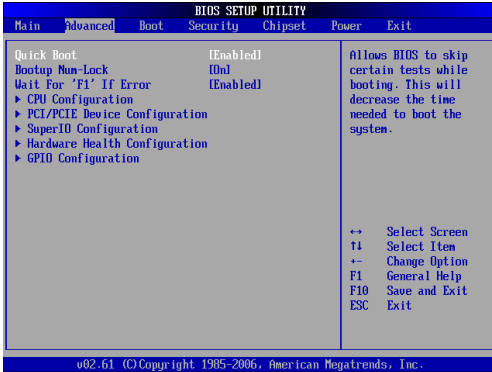 BIOS SETUP UTILITY
Main Advanced Boot Security Chipset Power Exit
Quick Boot [Enabled]
Bootup Num-Lock [On]
Wait For 'F1' If Error [Enabled]
▶ CPU Configuration
▶ PCI/PCIE Device Configuration
▶ SuperIO Configuration
▶ Hardware Health Configuration
▶ GPIO Configuration
Allows BIOS to skip
certain tests while
booting. This will
decrease the time
needed to boot the
system.
↔ Select Screen
↑↓ Select Item
+- Change Option
F1 General Help
F10 Save and Exit
ESC Exit
v02.61 (C)Copyright 1985-2006, American Megatrends, Inc.